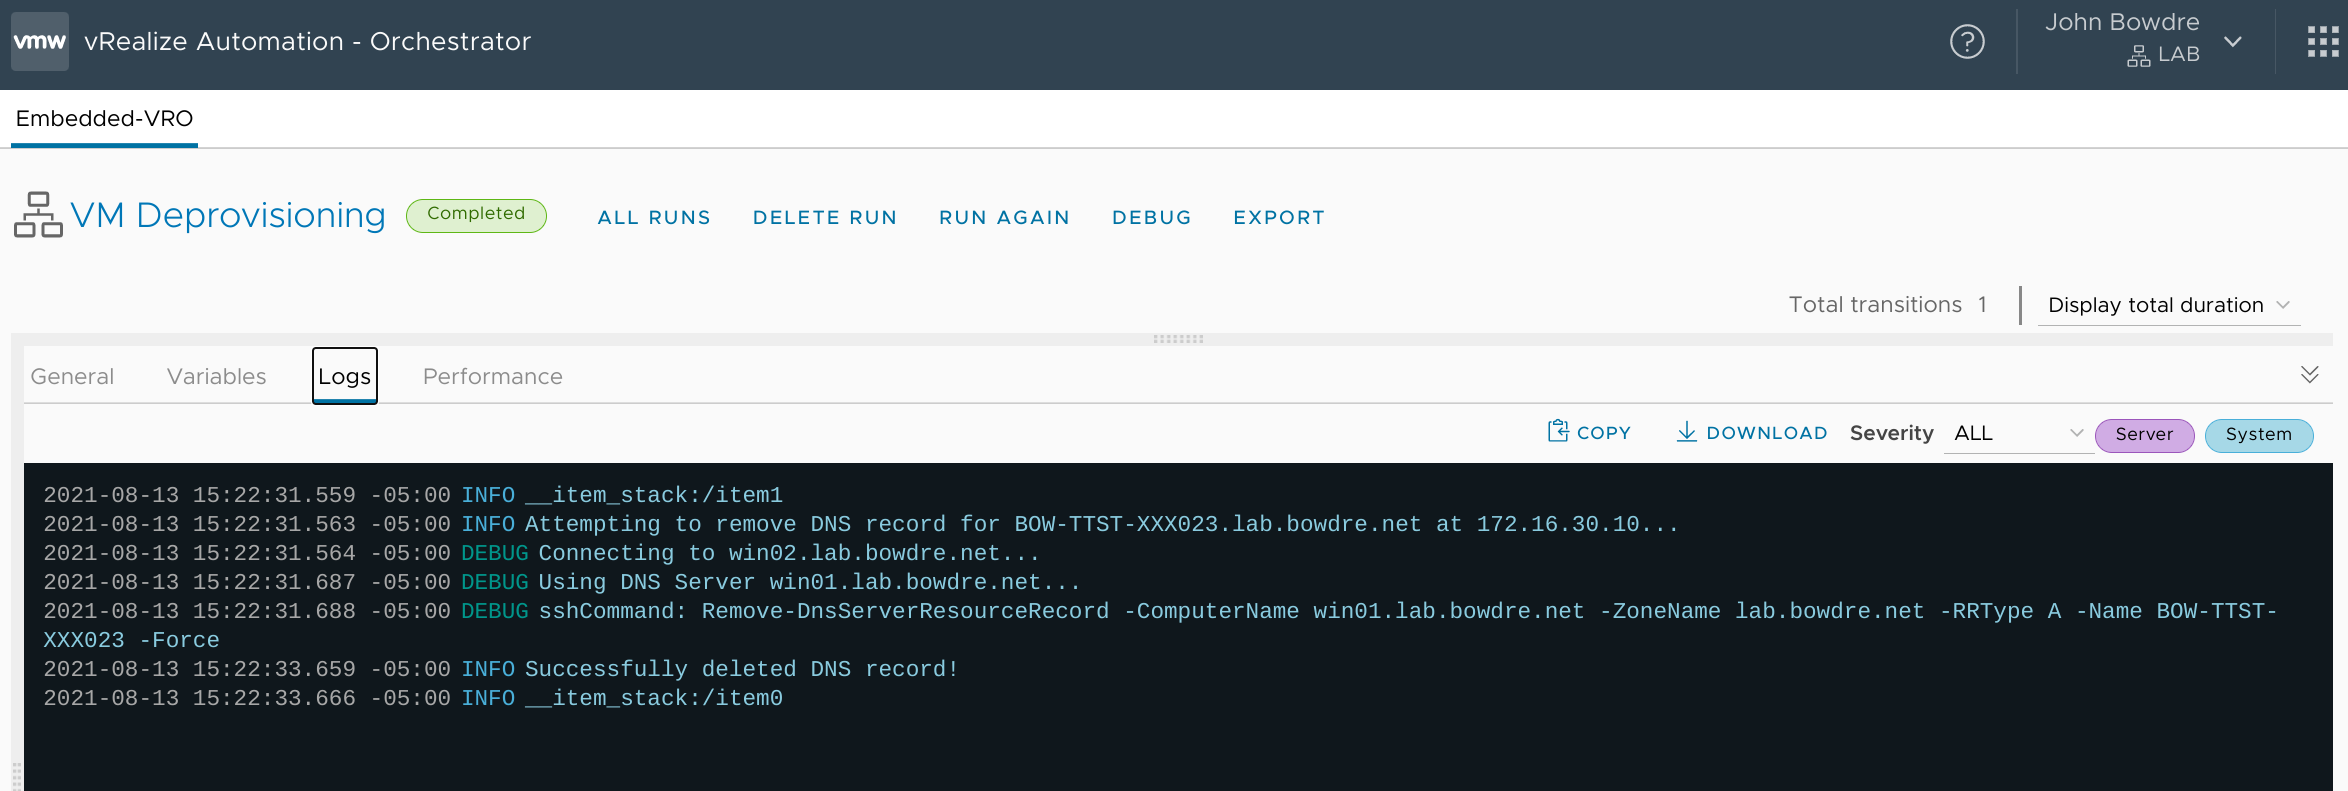 vmw vRealize Automation - Orchestrator
? John Bowdre
LAB
Embedded-VRO
VM Deprovisioning Completed ALL RUNS DELETE RUN RUN AGAIN DEBUG EXPORT
Total transitions 1 Display total duration
General Variables Logs Performance
COPY DOWNLOAD Severity ALL Server System
2021-08-13 15:22:31.559 -05:00 INFO __item_stack:/item1
2021-08-13 15:22:31.563 -05:00 INFO Attempting to remove DNS record for BOW-TTST-XXX023.lab.bowdre.net at 172.16.30.10...
2021-08-13 15:22:31.564 -05:00 DEBUG Connecting to win02.lab.bowdre.net...
2021-08-13 15:22:31.687 -05:00 DEBUG Using DNS Server win01.lab.bowdre.net...
2021-08-13 15:22:31.688 -05:00 DEBUG sshCommand: Remove-DnsServerResourceRecord -ComputerName win01.lab.bowdre.net -ZoneName lab.bowdre.net -RRType A -Name BOW-TTST-
XXX023 -Force
2021-08-13 15:22:33.659 -05:00 INFO Successfully deleted DNS record!
2021-08-13 15:22:33.666 -05:00 INFO __item_stack:/item0